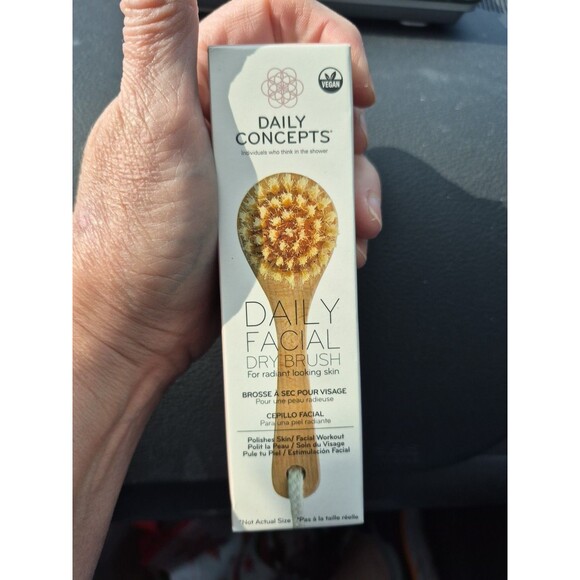 VEGAN
DAILY
CONCEPTS®
Individuals who think in the shower
DAILY
FACIAL
DRY BRUSH
For radiant looking skin
BROSSE À SEC POUR VISAGE
Pour une peau radieuse
CEPILLO FACIAL
Para una piel radiante
Polishes Skin/ Facial Workout
Polit la Peau / Soin du Visage
Pule tu Piel / Estimulación Facial
*Not Actual Size *Pas à la taille réelle